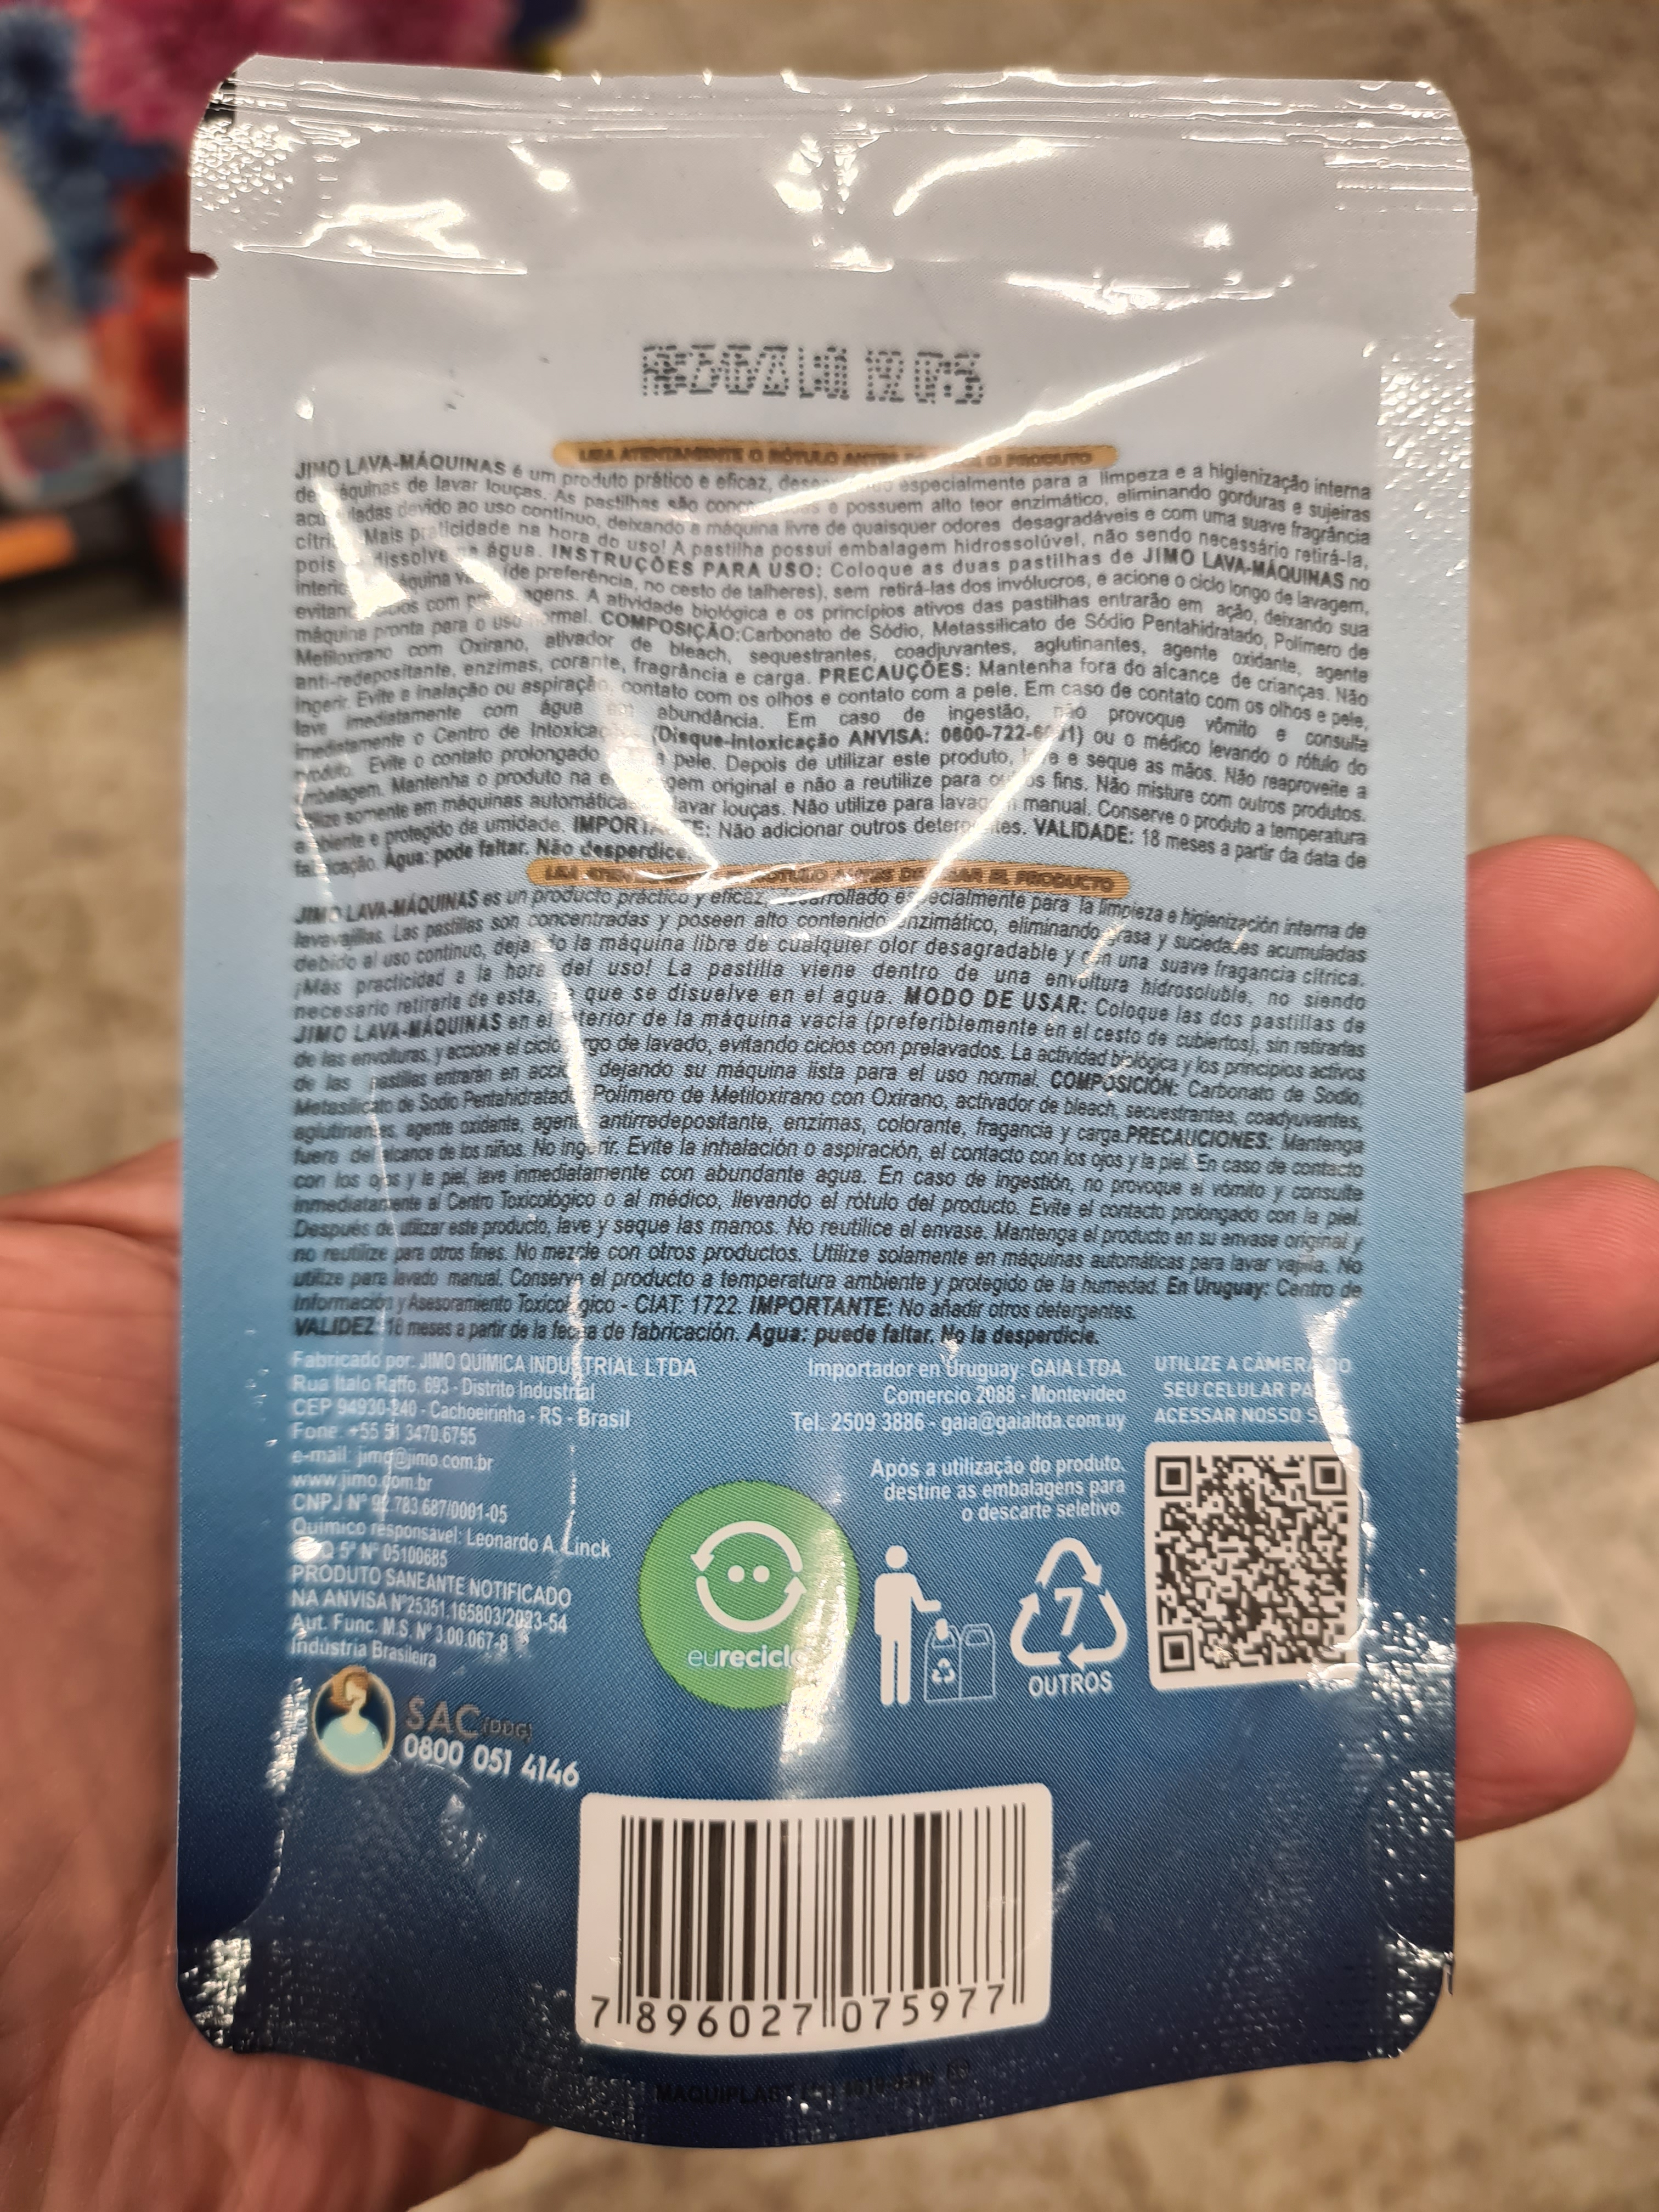 LEIA ATENTAMENTE O RÓTULO ANTES O PRODUTO
JIMO LAVA-MÁQUINAS é um produto prático e eficaz, especialmente para a limpeza e a higienização interna
de máquinas de lavar louças. As pastilhas são e possuem alto teor enzimático, eliminando gorduras e sujeiras
devido ao uso contínuo, deixando a máquina livre de quaisquer odores desagradáveis e com uma suave fragrância
Mais praticidade na hora do uso! A pastilha possui embalagem hidrossolúvel, não sendo necessário retirá-la,
pois dissolve na água. INSTRUÇÕES PARA USO: Coloque as duas pastilhas de JIMO LAVA-MÁQUINAS no
(de preferência, no cesto de talheres), sem retirá-las dos invólucros, e acione o ciclo longo de lavagem,
com A atividade biológica e os princípios ativos das pastilhas entrarão em ação, deixando sua
máquina pronta para o uso normal. COMPOSIÇÃO:Carbonato de Sódio, Metassilicato de Sódio Pentahidratado, Polímero de
Metiloxirano com Oxirano, ativador de bleach, sequestrantes, coadjuvantes, aglutinantes, agente oxidante, agente
anti-redepositante, enzimas, corante, fragrância e carga. PRECAUÇÕES: Mantenha fora do alcance de crianças. Não
ingerir. Evite a inalação ou aspiração, contato com os olhos e contato com a pele. Em caso de contato com os olhos e pele,
lave imediatamente com água em abundância. Em caso de ingestão, não provoque vômito e consulte
imediatamente o Centro de (Disque-Intoxicação ANVISA: ou o médico levando o rótulo do
produto. Evite o contato prolongado pele. Depois de utilizar este produto, lave e seque as mãos. Não reaproveite a
embalagem. Mantenha o produto na original e não a reutilize para fins. Não misture com outros produtos.
Utilize somente em máquinas automáticas lavar louças. Não utilize para lavagem manual. Conserve o produto a temperatura
ambiente e protegido da umidade. IMPORTANTE: Não adicionar outros detergentes. VALIDADE: 18 meses a partir da data de
fabricação. Água: pode faltar. Não desperdice.
LEA ATENTAMENTE RÓTULO ANTES DE USAR EL PRODUCTO
JIMO LAVA-MÁQUINAS es un producto práctico y eficaz, desarrollado especialmente para la limpieza e higienización interna de
lavavajillas. Las pastillas son concentradas y poseen alto contenido enzimático, eliminando grasa y suciedades acumuladas
debido al uso continuo, dejando la máquina libre de cualquier olor desagradable y con una suave fragancia cítrica.
¡Más practicidad a la hora del uso! La pastilla viene dentro de una envoltura hidrosoluble, no siendo
necesario retirarla de esta, que se disuelve en el agua. MODO DE USAR: Coloque las dos pastillas de
JIMO LAVA-MÁQUINAS en el interior de la máquina vacía (preferiblemente en el cesto de cubiertos), sin retirarlas
de las envolturas, y accione el ciclo largo de lavado, evitando ciclos con prelavados. La actividad biológica y los principios activos
de las pastillas entrarán en acción dejando su máquina lista para el uso normal. COMPOSICIÓN: Carbonato de Sodio,
Metasilicato de Sodio Pentahidratado Polímero de Metiloxirano con Oxirano, activador de bleach, secuestrantes, coadyuvantes,
aglutinantes, agente oxidante, agente antirredepositante, enzimas, colorante, fragancia y carga.PRECAUCIONES: Mantenga
fuera del alcance de los niños. No ingerir. Evite la inhalación o aspiración, el contacto con los ojos y la piel. En caso de contacto
con los ojos y la piel, lave inmediatamente con abundante agua. En caso de ingestión, no provoque el vómito y consulte
inmediatamente al Centro Toxicológico o al médico, llevando el rótulo del producto. Evite el contacto prolongado con la piel.
Después de utilizar este producto, lave y seque las manos. No reutilice el envase. Mantenga el producto en su envase original y
no reutilize para otros fines. No mezcle con otros productos. Utilize solamente en máquinas automáticas para lavar vajilla. No
utilize para lavado manual. Conserve el producto a temperatura ambiente y protegido de la humedad. En Uruguay: Centro de
Información y Asesoramiento Toxicológico - CIAT: 1722. IMPORTANTE: No añadir otros detergentes.
VALIDEZ: 18 meses a partir de la fecha de fabricación. Agua: puede faltar. No la desperdicie.
Fabricado por: JIMO QUÍMICA INDUSTRIAL LTDA
Rua Italo Raffo, 693 - Distrito Industrial
CEP 94930-240 - Cachoeirinha - RS - Brasil
Fone: +55 51 3470.6755
e-mail: jimo@jimo.com.br
www.jimo.com.br
CNPJ Nº 92.783.687/0001-05
Químico responsável: Leonardo A. Linck
5ª Nº 05100685
PRODUTO SANEANTE NOTIFICADO
NA ANVISA Nº25351.165803/2023-54
Aut. Func. M.S. Nº 3.00.067-8
Indústria Brasileira
SAC (DDG)
0800 051 4146
Importador en Uruguay: GAIA LTDA.
Comercio 2088 - Montevideo
Tel. 2509 3886 - gaia@gaialtda.com.uy
Após a utilização do produto,
destine as embalagens para
o descarte seletivo.
UTILIZE A CÂMERA DO
SEU CELULAR PARA
ACESSAR NOSSO
eureciclo
7
OUTROS
7 896027 075977
MAQUIPLAST